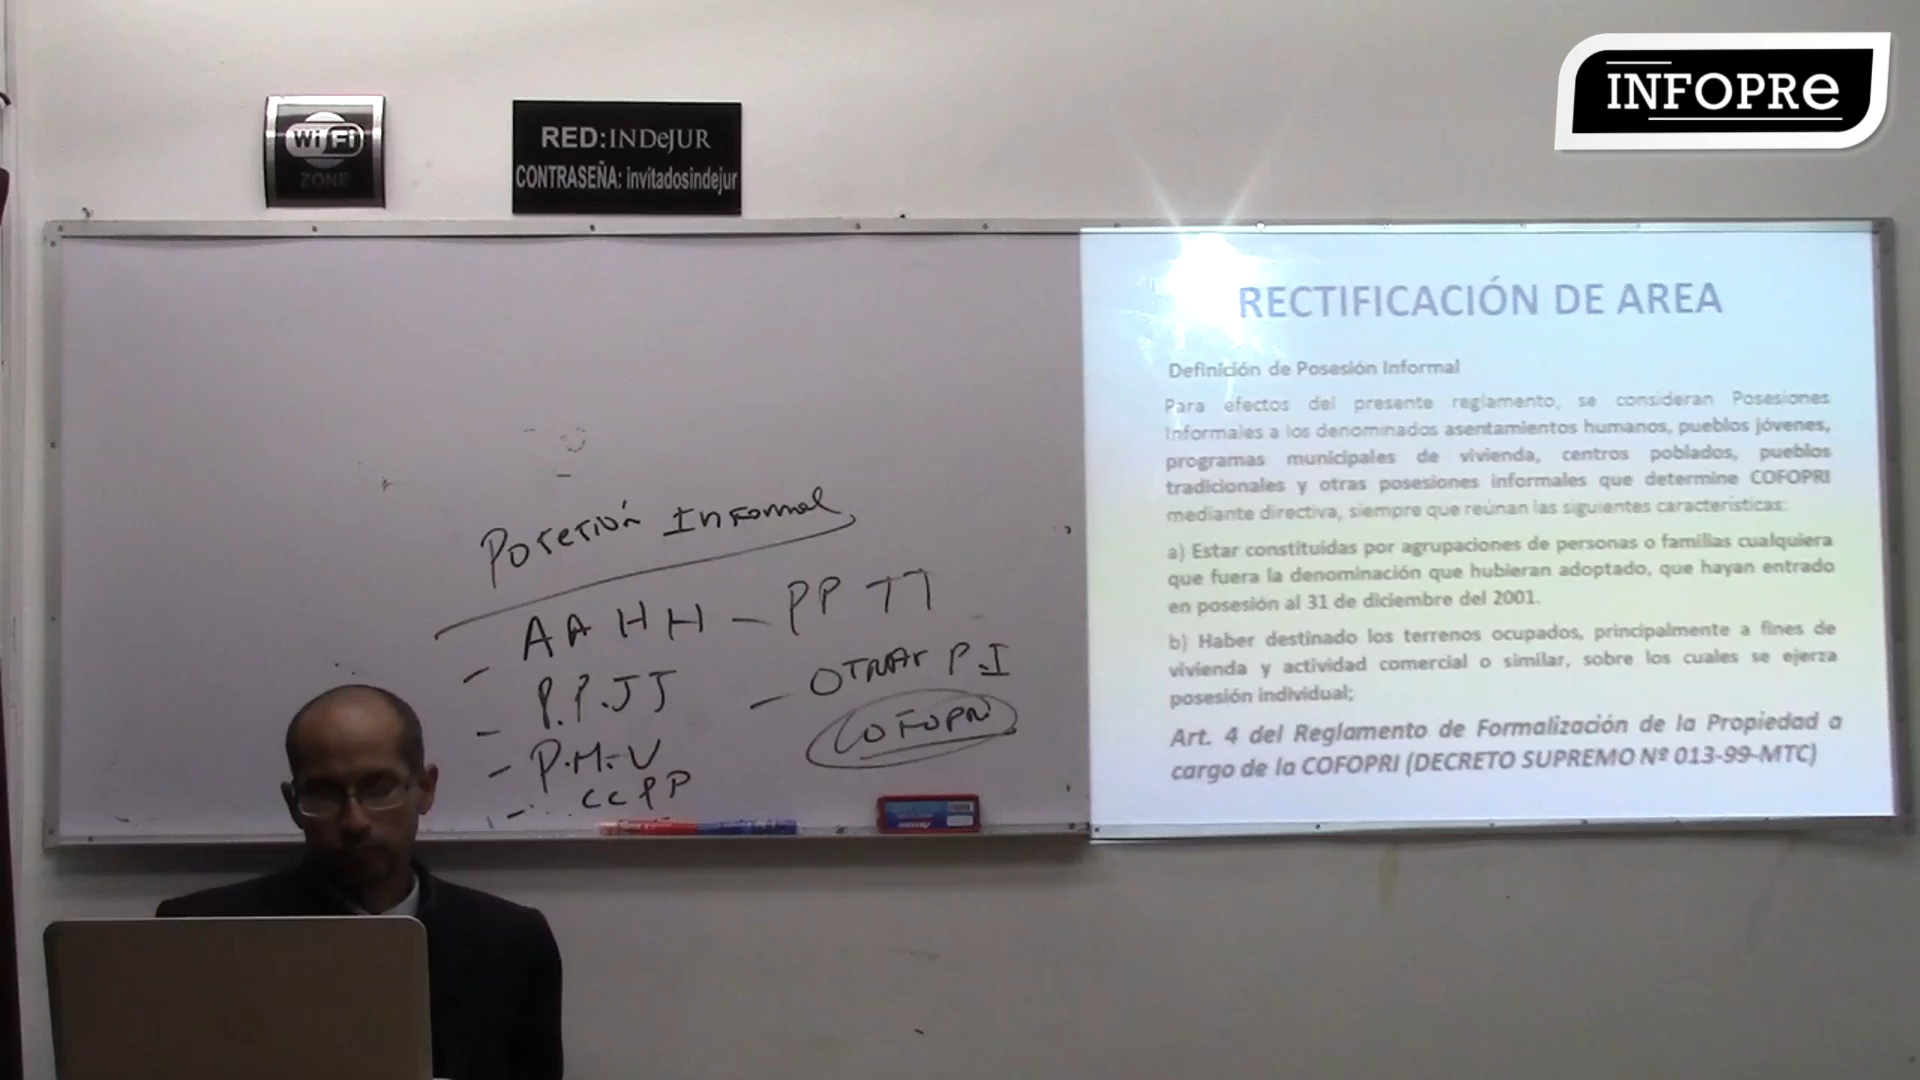 INFOPRe
Wi Fi
ZONE
RED: INDeJUR
CONTRASEÑA: invitadosindejur
Posesión Informal
- AAHH
- P.P.JJ
- P.M.V
- CCPP
- PP TT
- OTRAS P.I
COFOPRI
RECTIFICACIÓN DE AREA
Definición de Posesión Informal
Para efectos del presente reglamento, se consideran Posesiones
Informales a los denominados asentamientos humanos, pueblos jóvenes,
programas municipales de vivienda, centros poblados, pueblos
tradicionales y otras posesiones informales que determine COFOPRI
mediante directiva, siempre que reúnan las siguientes características:
a) Estar constituidas por agrupaciones de personas o familias cualquiera
que fuera la denominación que hubieran adoptado, que hayan entrado
en posesión al 31 de diciembre del 2001.
b) Haber destinado los terrenos ocupados, principalmente a fines de
vivienda y actividad comercial o similar, sobre los cuales se ejerza
posesión individual;
Art. 4 del Reglamento de Formalización de la Propiedad a
cargo de la COFOPRI (DECRETO SUPREMO Nº 013-99-MTC)